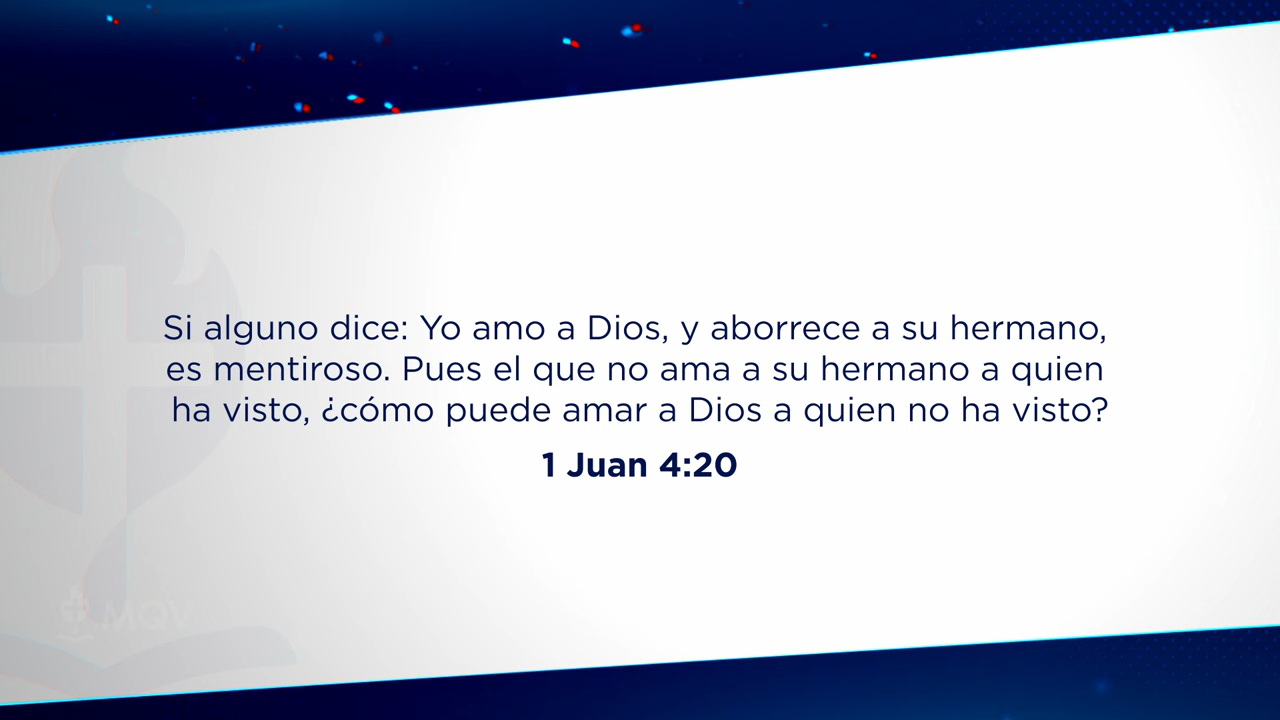 Si alguno dice: Yo amo a Dios, y aborrece a su hermano,
es mentiroso. Pues el que no ama a su hermano a quien
ha visto, ¿cómo puede amar a Dios a quien no ha visto?
1 Juan 4:20
MQV